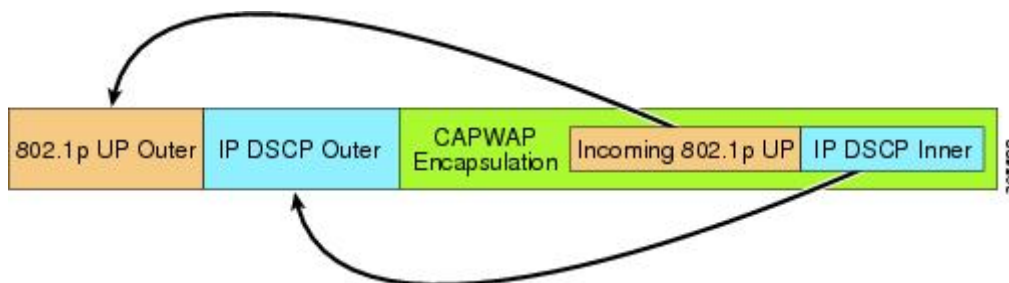 802.1p UP Outer
IP DSCP Outer
CAPWAP
Encapsulation
Incoming 802.1p UP
IP DSCP Inner